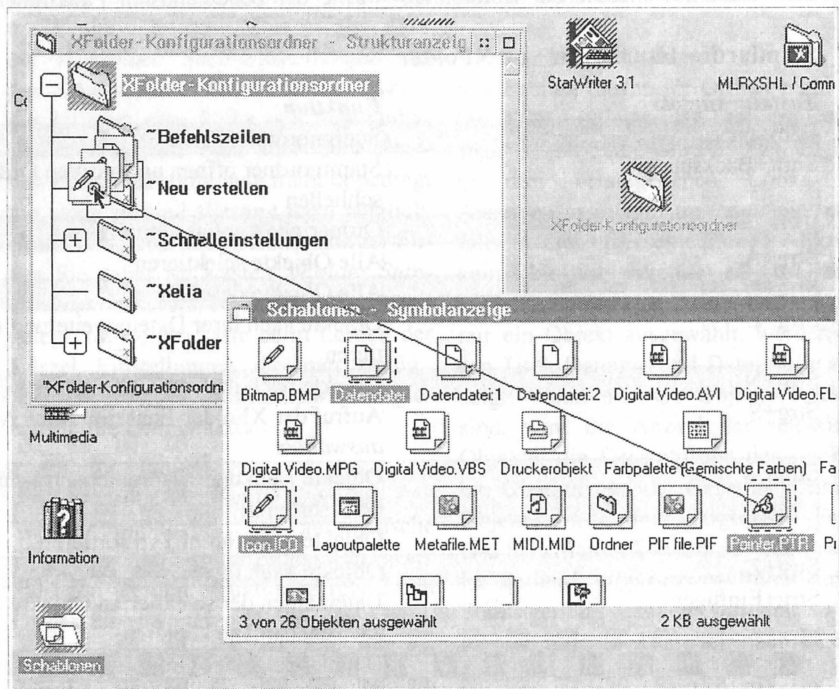 XFolder-Konfigurationsordner - Strukturanzeig
XFolder-Konfigurationsordner
~Befehlszeilen
~Neu erstellen
~Schnelleinstellungen
~Xelia
~XFolder
"XFolder-Konfigurationsordn
StarWriter 3.1
MLRXSHL / Comm
XFolder-Konfigurationsordner
Schablonen - Symbolanzeige
Bitmap.BMP Datendatei Datendatei:1 Datendatei:2 Digital Video.AVI Digital Video.FL
Digital Video.MPG Digital Video.VBS Druckerobjekt Farbpalette (Gemischte Farben) Fa
Icon.ICO Layoutpalette Metafile.MET MIDI.MID Ordner PIF file.PIF Pointer.PTR
3 von 26 Objekten ausgewählt 2 KB ausgewählt
Multimedia
Information
Schablonen